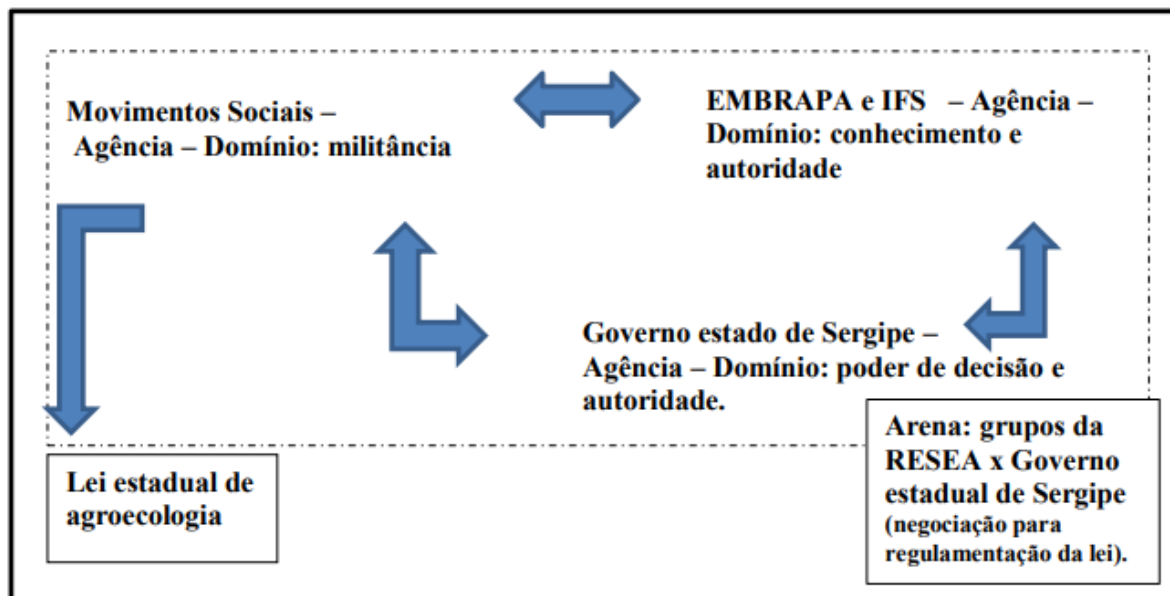 Movimentos Sociais –
Agência – Domínio: militância
EMBRAPA e IFS – Agência –
Domínio: conhecimento e
autoridade
Governo estado de Sergipe –
Agência – Domínio: poder de decisão e
autoridade.
Lei estadual de
agroecologia
Arena: grupos da
RESEA x Governo
estadual de Sergipe
(negociação para
regulamentação da lei).